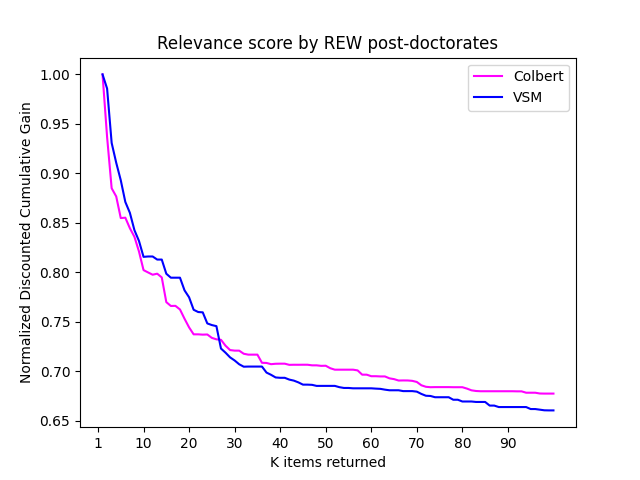 Relevance score by REW post-doctorates
Colbert
VSM
Normalized Discounted Cumulative Gain
1.00
0.95
0.90
0.85
0.80
0.75
0.70
0.65
1 10 20 30 40 50 60 70 80 90
K items returned